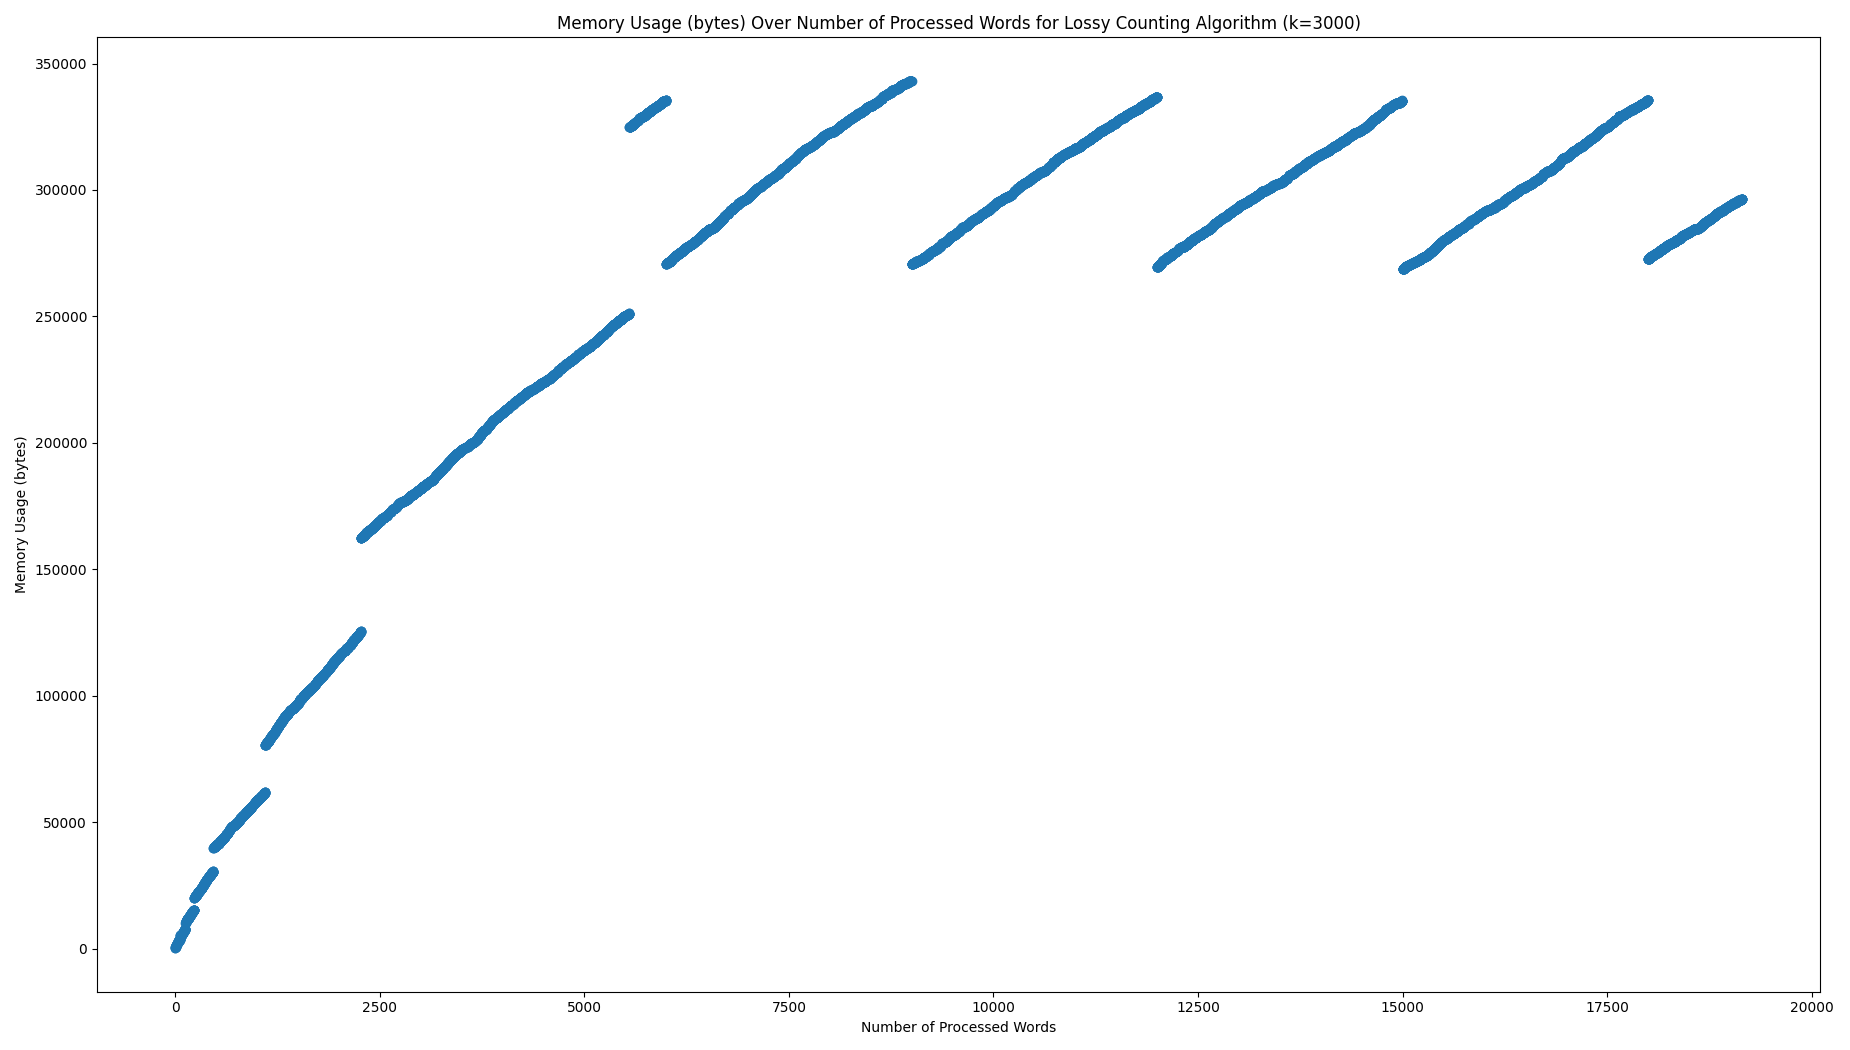 Memory Usage (bytes) Over Number of Processed Words for Lossy Counting Algorithm (k=3000)
350000
300000
250000
200000
150000
100000
50000
0
Memory Usage (bytes)
0 2500 5000 7500 10000 12500 15000 17500 20000
Number of Processed Words